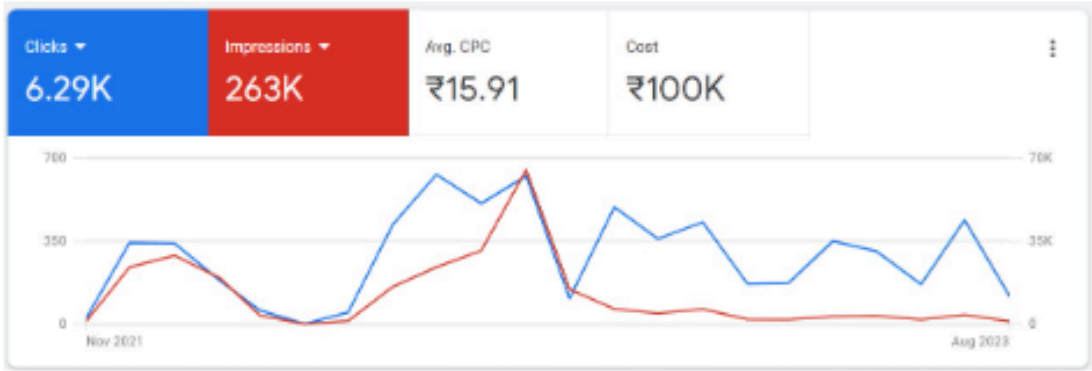 Clicks
6.29K
Impressions
263K
Avg. CPC
₹15.91
Cost
₹100K
700
350
0
70K
35K
0
Nov 2021
Aug 2023